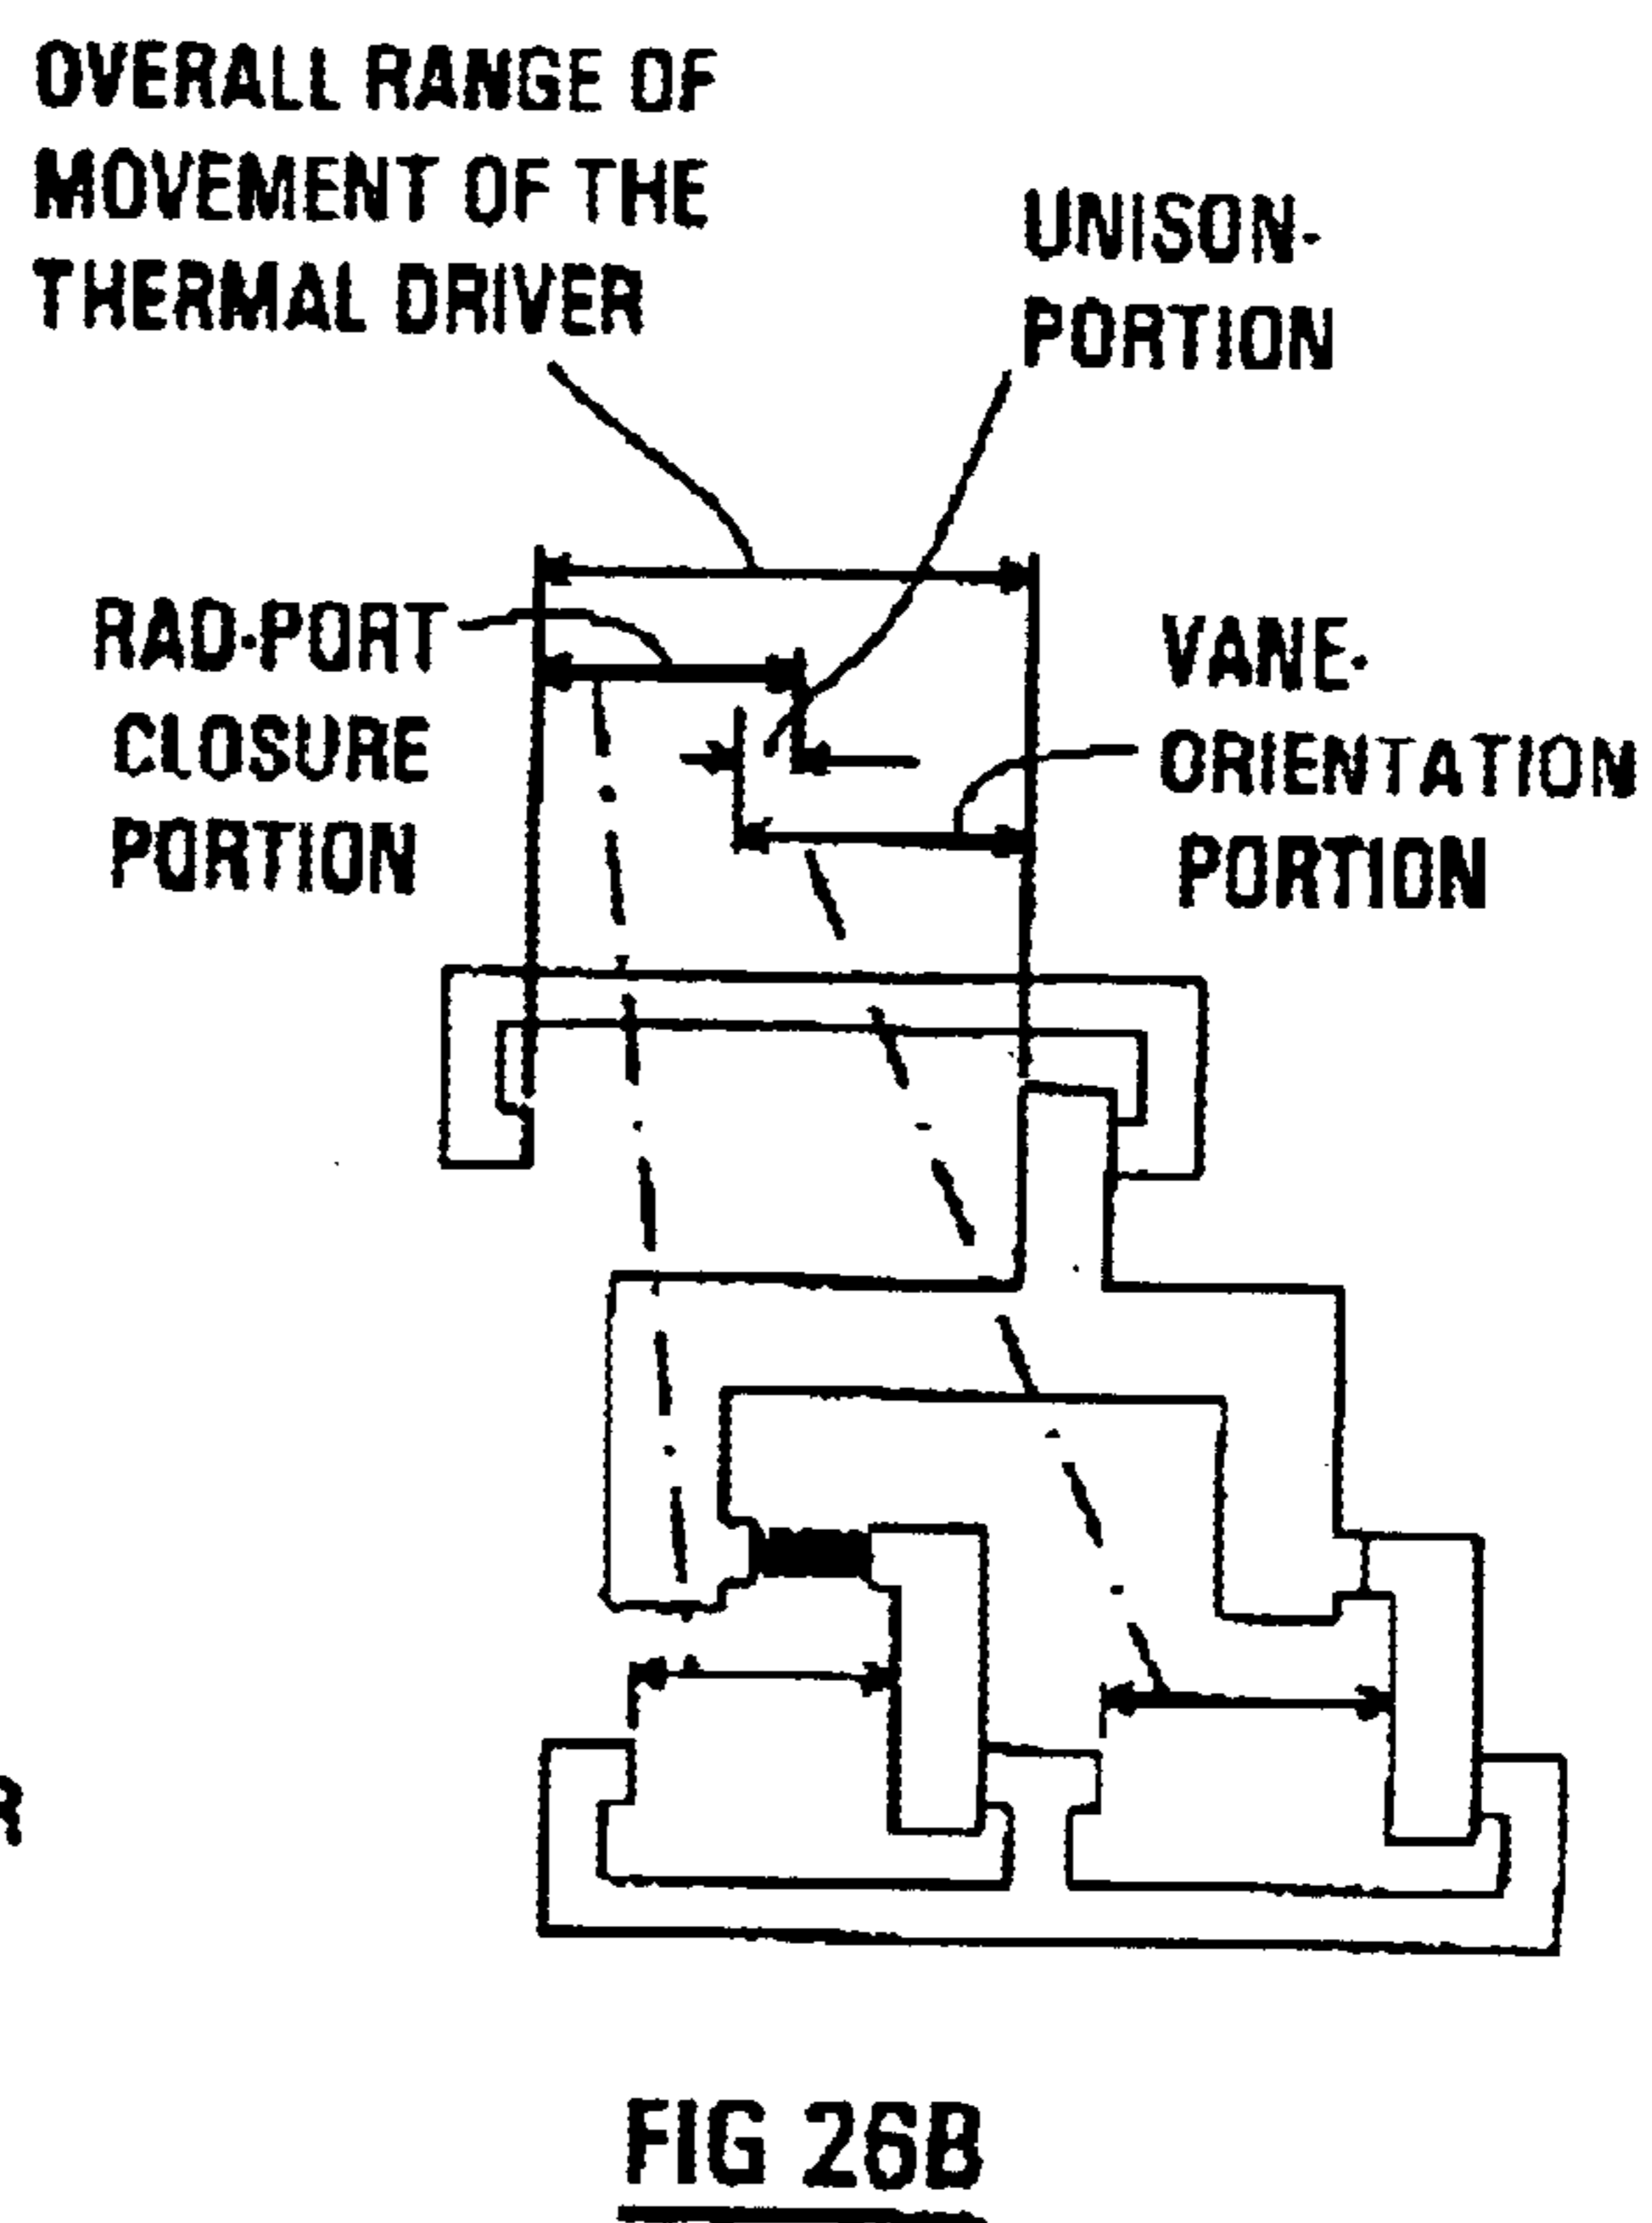 OVERALL RANGE OF
MOVEMENT OF THE
THERMAL DRIVER
UNISON-
PORTION
RAD-PORT
CLOSURE
PORTION
VANE-
ORIENTATION
PORTION
R
FIG 26B